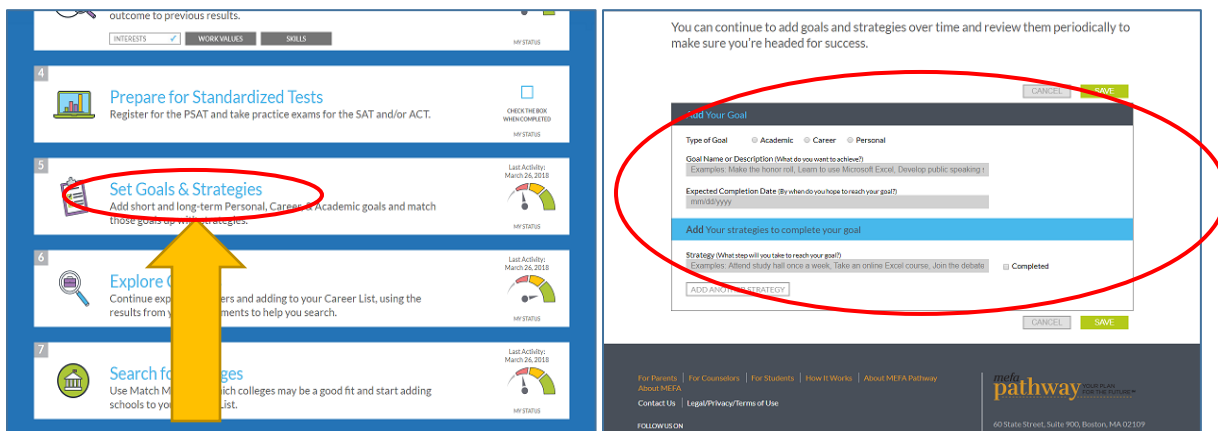 outcome to previous results.
INTERESTS ✓ WORK VALUES SKILLS
MY STATUS
4
Prepare for Standardized Tests
Register for the PSAT and take practice exams for the SAT and/or ACT.
CHECK THE BOX
WHEN COMPLETED
MY STATUS
5
Set Goals & Strategies
Add short and long-term Personal, Career & Academic goals and match
those goals up with strategies.
Last Activity:
March 26, 2018
MY STATUS
6
Explore
Continue exp ers and adding to your Career List, using the
results from y ments to help you search.
Last Activity:
March 26, 2018
MY STATUS
7
Search fo ges
Use Match M hich colleges may be a good fit and start adding
schools to yo List.
Last Activity:
March 26, 2018
MY STATUS
You can continue to add goals and strategies over time and review them periodically to
make sure you're headed for success.
CANCEL SAVE
Add Your Goal
Type of Goal Academic Career Personal
Goal Name or Description (What do you want to achieve?)
Examples: Make the honor roll, Learn to use Microsoft Excel, Develop public speaking s
Expected Completion Date (By when do you hope to reach your goal?)
mm/dd/yyyy
Add Your strategies to complete your goal
Strategy (What step will you take to reach your goal?)
Examples: Attend study hall once a week, Take an online Excel course, Join the debate
Completed
ADD ANOTHER STRATEGY
CANCEL SAVE
For Parents | For Counselors | For Students | How It Works | About MEFA Pathway
About MEFA
Contact Us | Legal/Privacy/Terms of Use
FOLLOW US ON
mefa
pathway YOUR PLAN
FOR THE FUTURE™
60 State Street, Suite 900, Boston, MA 02109